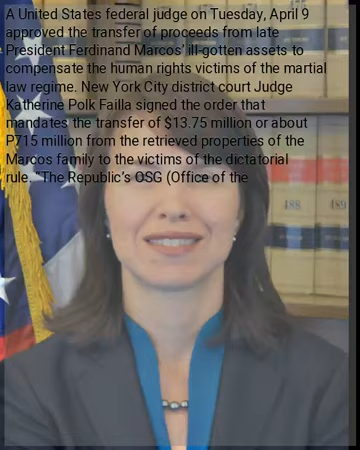 A United States federal judge on Tuesday, April 9
approved the transfer of proceeds from late
President Ferdinand Marcos' ill-gotten assets to
compensate the human rights victims of the martial
law regime. New York City district court Judge
Katherine Polk Failla signed the order that
mandates the transfer of $13.75 million or about
P715 million from the retrieved properties of the
Marcos family to the victims of the dictatorial
rule. "The Republic's OSG (Office of the
488
489